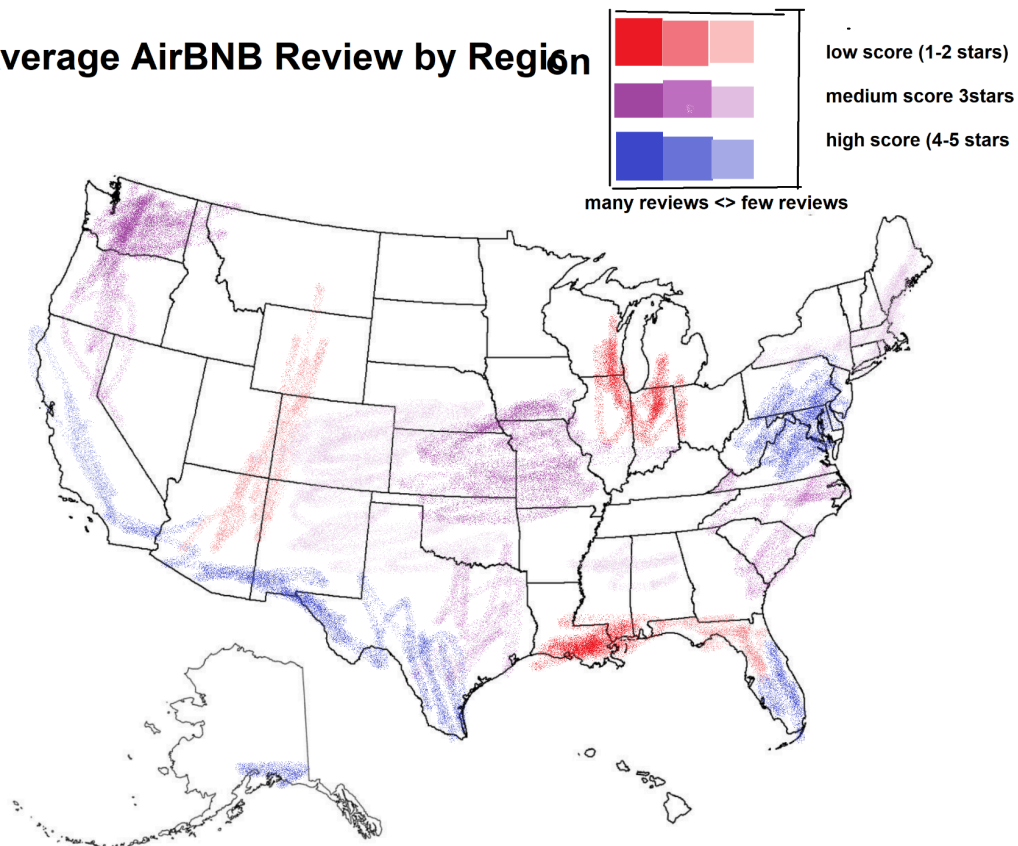 verage AirBNB Review by Region
low score (1-2 stars)
medium score 3stars
high score (4-5 stars
many reviews <> few reviews